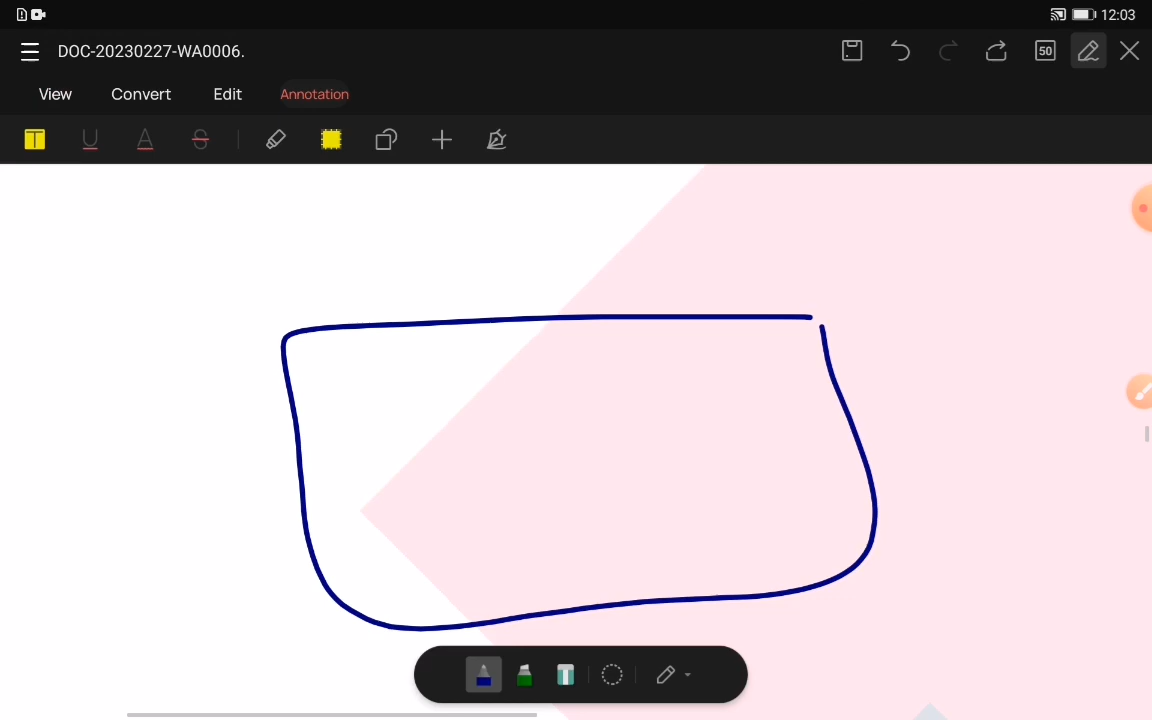 12:03
DOC-20230227-WA0006.
50
View Convert Edit Annotation
T U A S